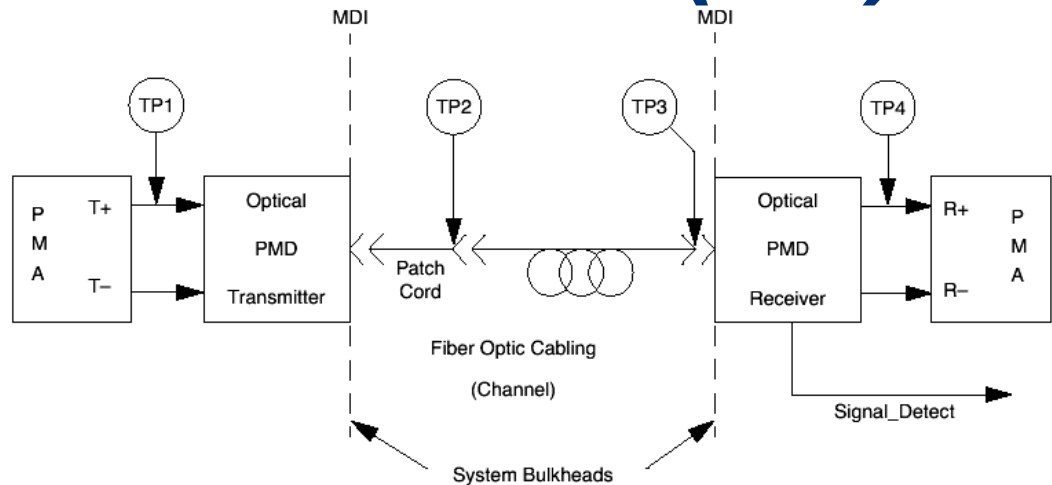 MDI
MDI
TP1
TP2
TP3
TP4
P
M
A
T+
T–
Optical
PMD
Transmitter
Patch
Cord
Fiber Optic Cabling
(Channel)
Optical
PMD
Receiver
R+
R–
P
M
A
Signal_Detect
System Bulkheads